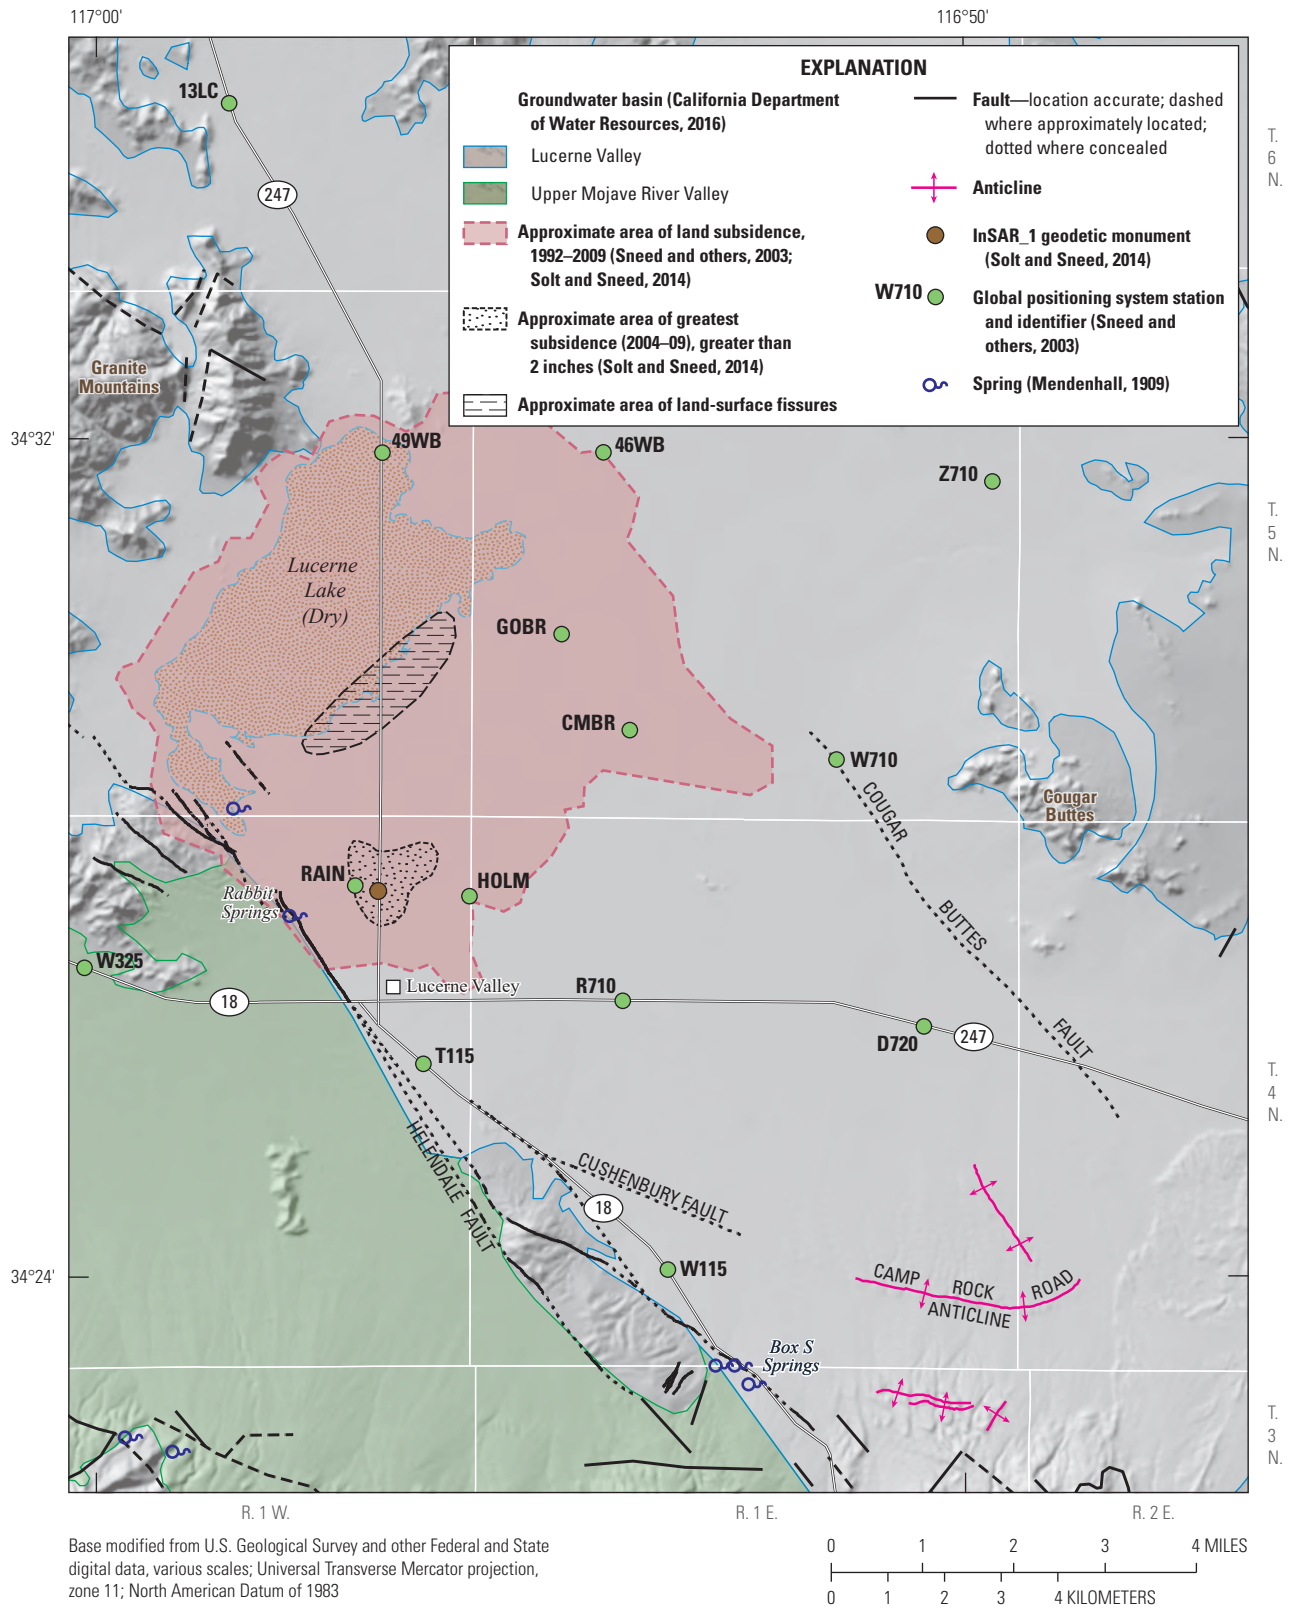 117°00'
116°50'
EXPLANATION
Groundwater basin (California Department
of Water Resources, 2016)
Lucerne Valley
Upper Mojave River Valley
Approximate area of land subsidence,
1992–2009 (Sneed and others, 2003;
Solt and Sneed, 2014)
Approximate area of greatest
subsidence (2004–09), greater than
2 inches (Solt and Sneed, 2014)
Approximate area of land-surface fissures
Fault—location accurate; dashed
where approximately located;
dotted where concealed
Anticline
InSAR_1 geodetic monument
(Solt and Sneed, 2014)
W710
Global positioning system station
and identifier (Sneed and
others, 2003)
Spring (Mendenhall, 1909)
13LC
247
T.
6
N.
Granite
Mountains
34°32'
49WB
46WB
Z710
T.
5
N.
Lucerne
Lake
(Dry)
GOBR
CMBR
W710
COUGAR
BUTTES
FAULT
Cougar
Buttes
RAIN
HOLM
Rabbit
Springs
W325
18
Lucerne Valley
R710
D720
247
T115
T.
4
N.
HELENDALE FAULT
CUSHENBURY FAULT
18
34°24'
W115
CAMP ROCK ROAD
ANTICLINE
Box S
Springs
T.
3
N.
R. 1 W.
R. 1 E.
R. 2 E.
Base modified from U.S. Geological Survey and other Federal and State
digital data, various scales; Universal Transverse Mercator projection,
zone 11; North American Datum of 1983
0 1 2 3 4 MILES
0 1 2 3 4 KILOMETERS